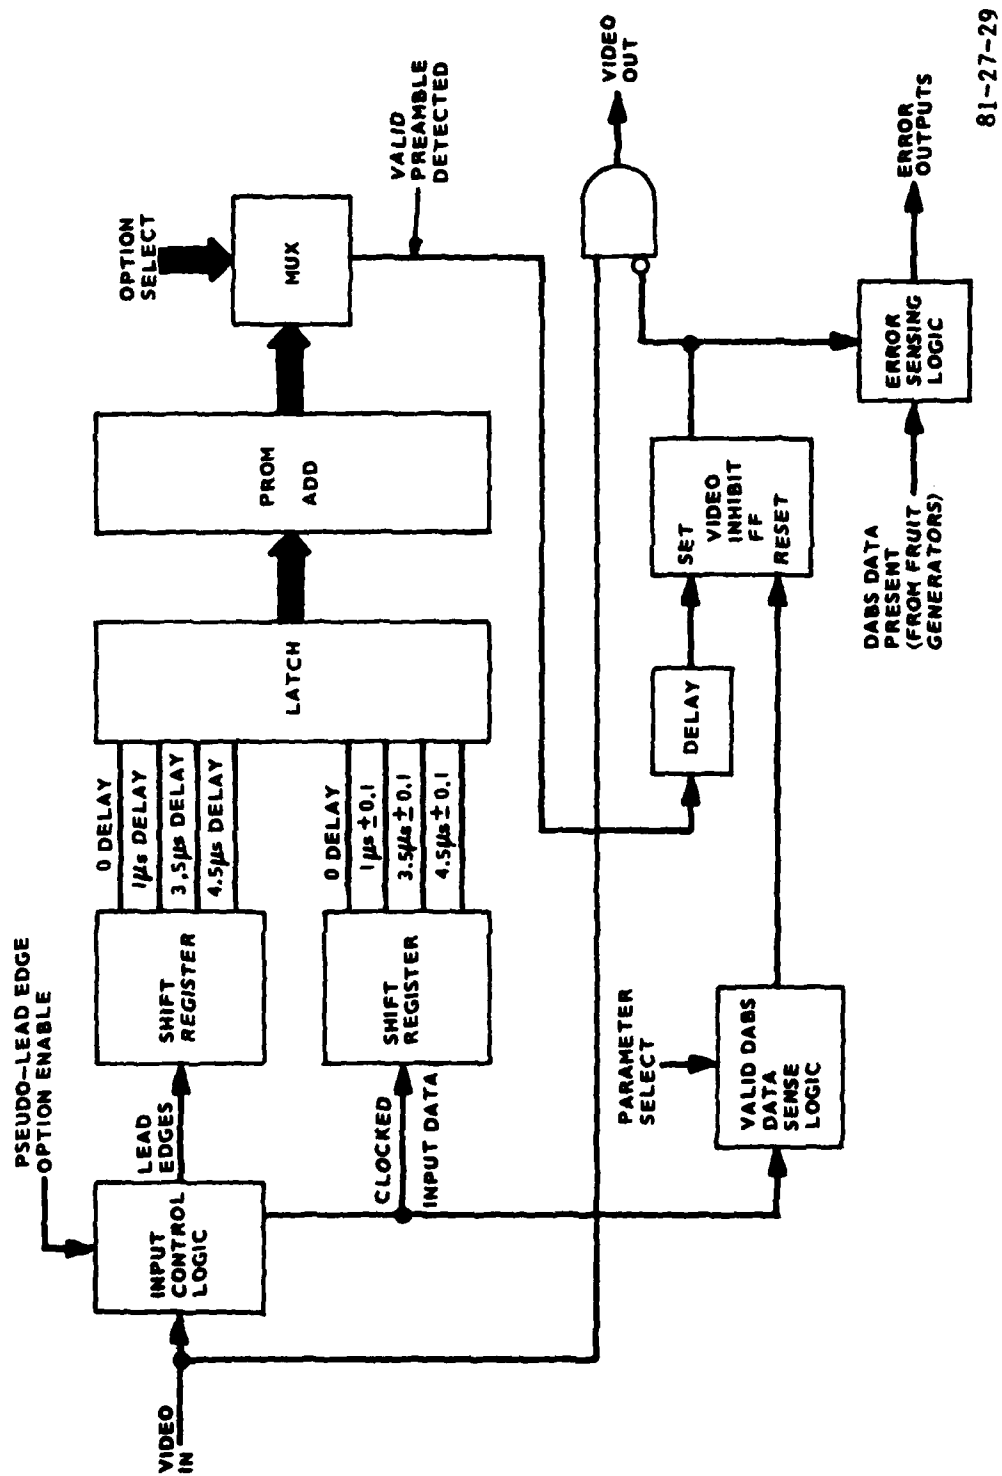 PSEUDO-LEAD EDGE
OPTION ENABLE
VIDEO
IN
INPUT
CONTROL
LOGIC
LEAD
EDGES
CLOCKED
INPUT DATA
SHIFT
REGISTER
SHIFT
REGISTER
0 DELAY
1μs DELAY
3.5μs DELAY
4.5μs DELAY
0 DELAY
1μs ± 0.1
3.5μs ± 0.1
4.5μs ± 0.1
LATCH
PROM
ADD
OPTION
SELECT
MUX
VALID
PREAMBLE
DETECTED
PARAMETER
SELECT
VALID DABS
DATA
SENSE
LOGIC
DELAY
SET
VIDEO
INHIBIT
FF
RESET
VIDEO
OUT
DABS DATA
PRESENT
(FROM FRUIT
GENERATORS)
ERROR
SENSING
LOGIC
ERROR
OUTPUTS
81-27-29